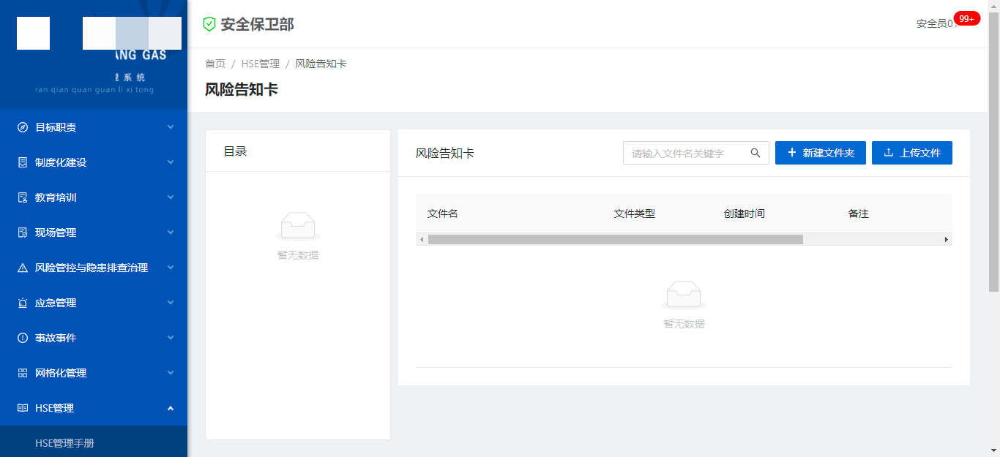 ANG GAS
系统
ran qian quan guan li xi tong
目标职责
制度化建设
教育培训
现场管理
风险管控与隐患排查治理
应急管理
事故事件
网格化管理
HSE管理
HSE管理手册
安全保卫部
安全员0
99+
首页 / HSE管理 / 风险告知卡
风险告知卡
目录
暂无数据
风险告知卡
请输入文件名关键字
新建文件夹
上传文件
文件名 文件类型 创建时间 备注
暂无数据